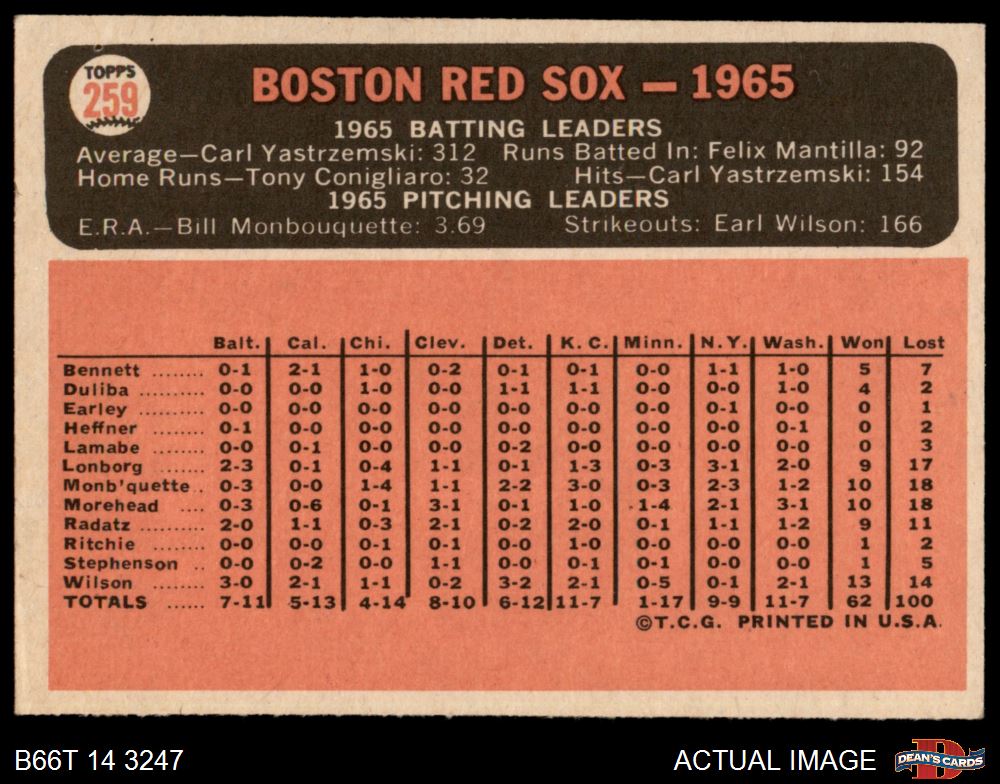 TOPPS
259
BOSTON RED SOX — 1965
1965 BATTING LEADERS
Average—Carl Yastrzemski: 312 Runs Batted In: Felix Mantilla: 92
Home Runs—Tony Conigliaro: 32 Hits—Carl Yastrzemski: 154
1965 PITCHING LEADERS
E.R.A.—Bill Monbouquette: 3.69 Strikeouts: Earl Wilson: 166
Balt. Cal. Chi. Clev. Det. K. C. Minn. N. Y. Wash. Won Lost
Bennett ........ 0-1 2-1 1-0 0-2 0-1 0-1 0-0 1-1 1-0 5 7
Duliba .......... 0-0 0-0 1-0 0-0 1-1 1-1 0-0 0-0 1-0 4 2
Earley .......... 0-0 0-0 0-0 0-0 0-0 0-0 0-0 0-1 0-0 0 1
Heffner ........ 0-1 0-0 0-0 0-0 0-0 0-0 0-0 0-0 0-1 0 2
Lamabe ........ 0-0 0-1 0-0 0-0 0-2 0-0 0-0 0-0 0-0 0 3
Lonborg ....... 2-3 0-1 0-4 1-1 0-1 1-3 0-3 3-1 2-0 9 17
Monb'quette .. 0-3 0-0 1-4 1-1 2-2 3-0 0-3 2-3 1-2 10 18
Morehead .... 0-3 0-6 0-1 3-1 0-1 1-0 1-4 2-1 3-1 10 18
Radatz ......... 2-0 1-1 0-3 2-1 0-2 2-0 0-1 1-1 1-2 9 11
Ritchie ......... 0-0 0-0 0-1 0-1 0-0 1-0 0-0 0-0 0-0 1 2
Stephenson .. 0-0 0-2 0-0 1-1 0-0 0-1 0-1 0-0 0-0 1 5
Wilson .......... 3-0 2-1 1-1 0-2 3-2 2-1 0-5 0-1 2-1 13 14
TOTALS ...... 7-11 5-13 4-14 8-10 6-12 11-7 1-17 9-9 11-7 62 100
©T.C.G. PRINTED IN U.S.A.
B66T 14 3247 ACTUAL IMAGE DEAN'S CARDS